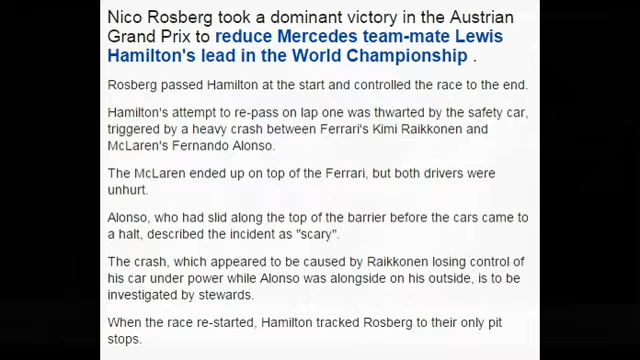 Nico Rosberg took a dominant victory in the Austrian
Grand Prix to reduce Mercedes team-mate Lewis
Hamilton's lead in the World Championship .
Rosberg passed Hamilton at the start and controlled the race to the end.
Hamilton's attempt to re-pass on lap one was thwarted by the safety car,
triggered by a heavy crash between Ferrari's Kimi Raikkonen and
McLaren's Fernando Alonso.
The McLaren ended up on top of the Ferrari, but both drivers were
unhurt.
Alonso, who had slid along the top of the barrier before the cars came to
a halt, described the incident as "scary".
The crash, which appeared to be caused by Raikkonen losing control of
his car under power while Alonso was alongside on his outside, is to be
investigated by stewards.
When the race re-started, Hamilton tracked Rosberg to their only pit
stops.